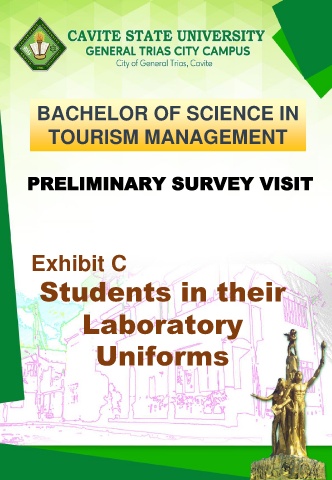 CAVITE STATE UNIVERSITY
GENERAL TRIAS CITY CAMPUS
City of General Trias, Cavite
BACHELOR OF SCIENCE IN
TOURISM MANAGEMENT
PRELIMINARY SURVEY VISIT
Exhibit C
Students in their
Laboratory
Uniforms